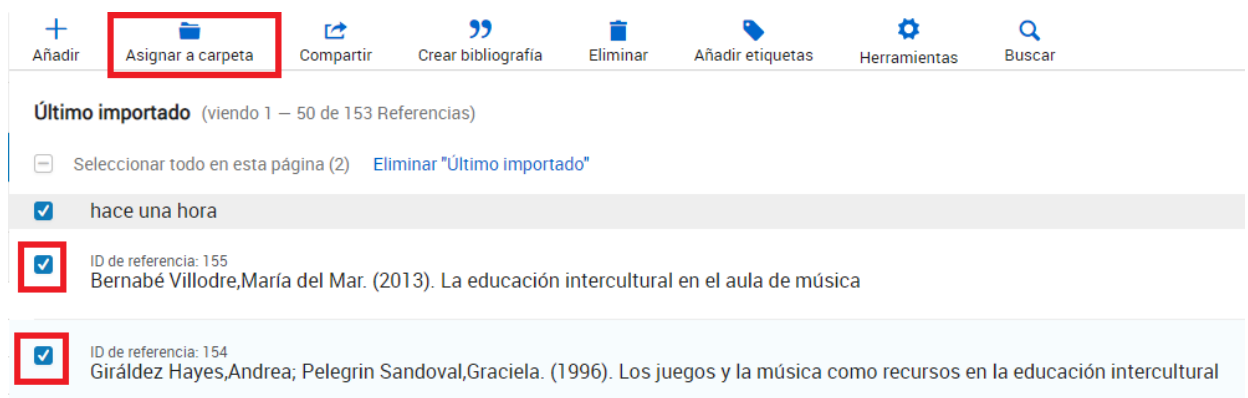 Añadir Asignar a carpeta Compartir Crear bibliografía Eliminar Añadir etiquetas Herramientas Buscar
Último importado (viendo 1 – 50 de 153 Referencias)
Seleccionar todo en esta página (2) Eliminar "Último importado"
hace una hora
ID de referencia: 155
Bernabé Villodre,María del Mar. (2013). La educación intercultural en el aula de música
ID de referencia: 154
Giráldez Hayes,Andrea; Pelegrin Sandoval,Graciela. (1996). Los juegos y la música como recursos en la educación intercultural